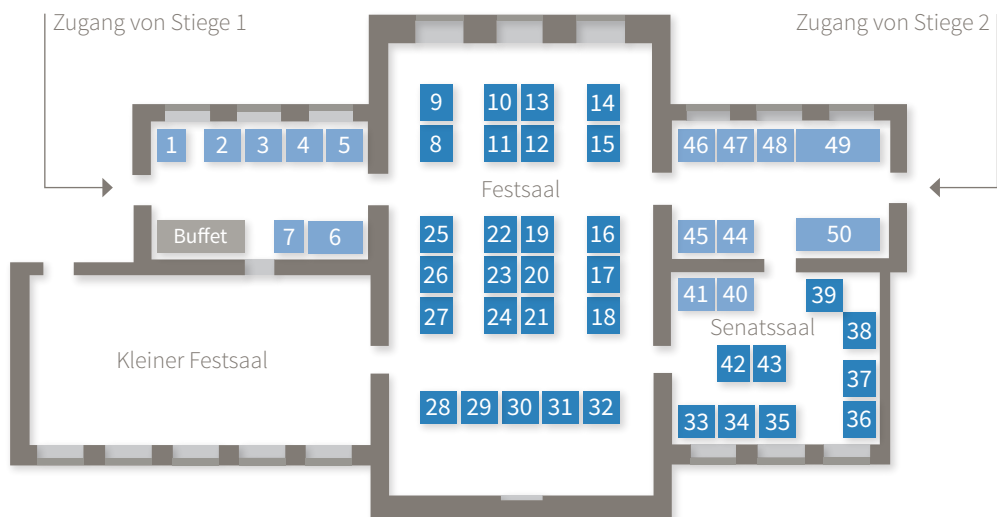 Zugang von Stiege 1
Zugang von Stiege 2
9 10 13 14
1 2 3 4 5 8 11 12 15 46 47 48 49
Festsaal
Buffet 7 6 25 22 19 16 45 44 50
26 23 20 17
41 40 39
27 24 21 18
Senatssaal 38
Kleiner Festsaal
42 43
37
28 29 30 31 32
33 34 35 36